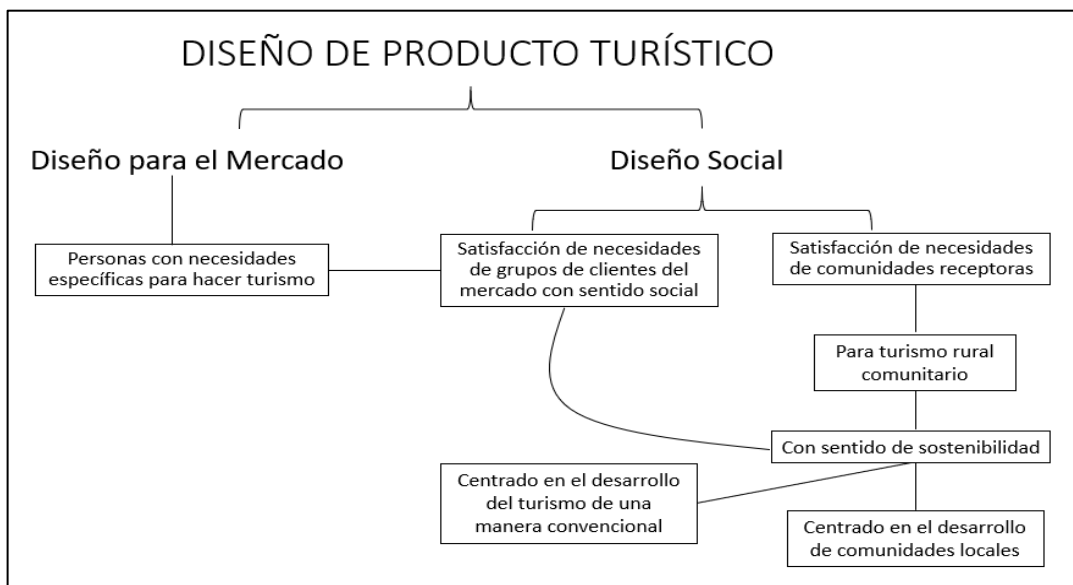 DISEÑO DE PRODUCTO TURÍSTICO
Diseño para el Mercado
Diseño Social
Personas con necesidades
específicas para hacer turismo
Satisfacción de necesidades
de grupos de clientes del
mercado con sentido social
Satisfacción de necesidades
de comunidades receptoras
Para turismo rural
comunitario
Con sentido de sostenibilidad
Centrado en el desarrollo
del turismo de una
manera convencional
Centrado en el desarrollo
de comunidades locales